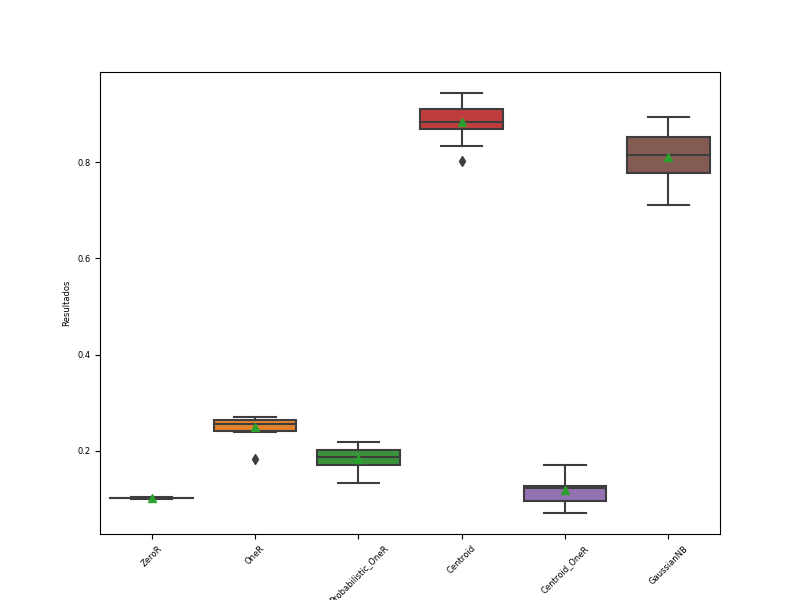 Resultados
0.8
0.6
0.4
0.2
ZeroR
OneR
Probabilistic_OneR
Centroid
Centroid_OneR
GaussianNB